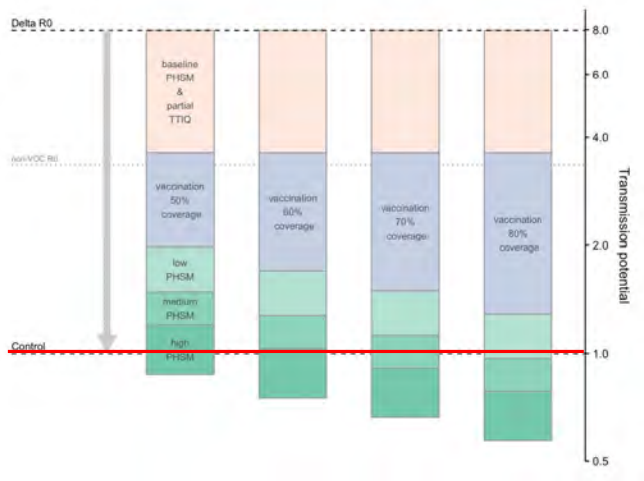 Delta R0
8.0
baseline
PHSM
&
partial
TTIQ
6.0
4.0
non-VOC R0
vaccination
50%
coverage
vaccination
60%
coverage
vaccination
70%
coverage
vaccination
80%
coverage
Transmission potential
2.0
low
PHSM
medium
PHSM
Control
high
PHSM
1.0
0.5